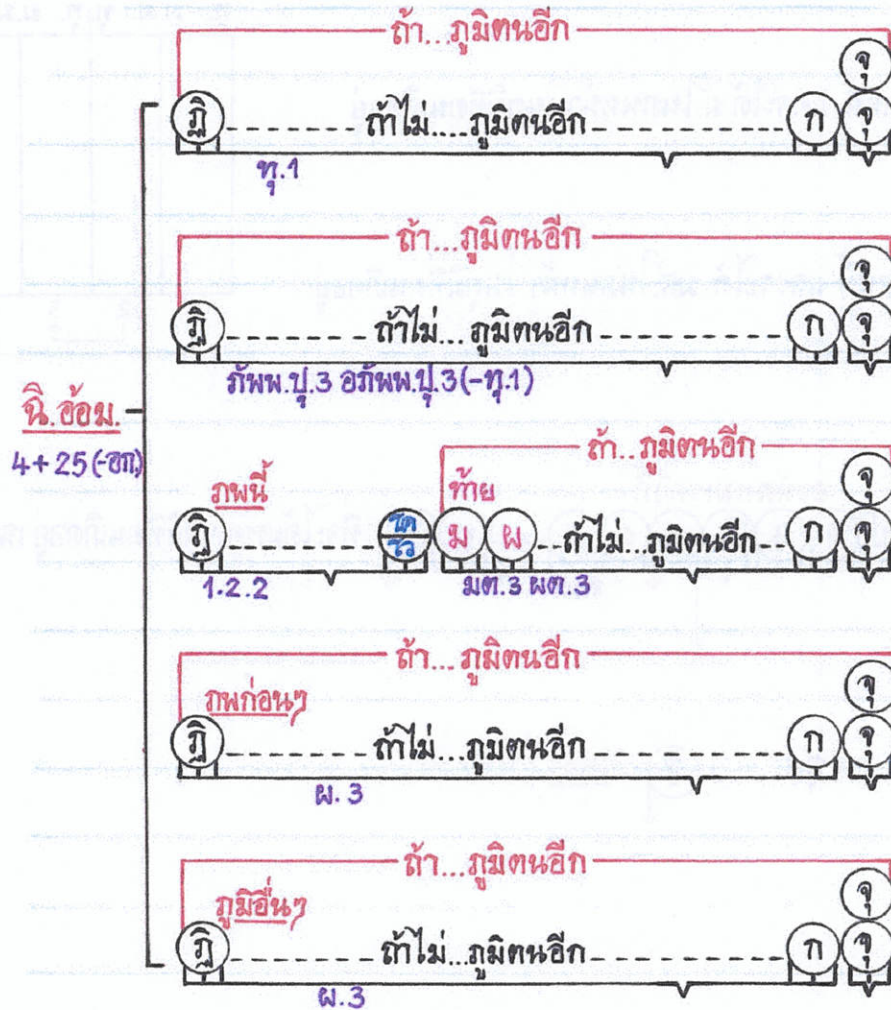 ถ้า...ภูมิตนอีก
จุ
ฏิ ถ้าไม่....ภูมิตนอีก ก จุ
ทุ.1
ถ้า...ภูมิตนอีก
จุ
ฏิ ถ้าไม่...ภูมิตนอีก ก จุ
ภัพพ.ปุ.3 อภัพพ.ปุ.3(-ทุ.1)
นิ.อ้อม.
4+25(-อก)
ถ้า...ภูมิตนอีก
ภพนี้ ท้าย จุ
ฏิ ม ผ ถ้าไม่...ภูมิตนอีก ก จุ
1.2.2 มต.3 ผต.3
ถ้า...ภูมิตนอีก
ภพก่อนๆ จุ
ฏิ ถ้าไม่...ภูมิตนอีก ก จุ
ผ.3
ถ้า...ภูมิตนอีก
ภูมิอื่นๆ จุ
ฏิ ถ้าไม่...ภูมิตนอีก ก จุ
ผ.3